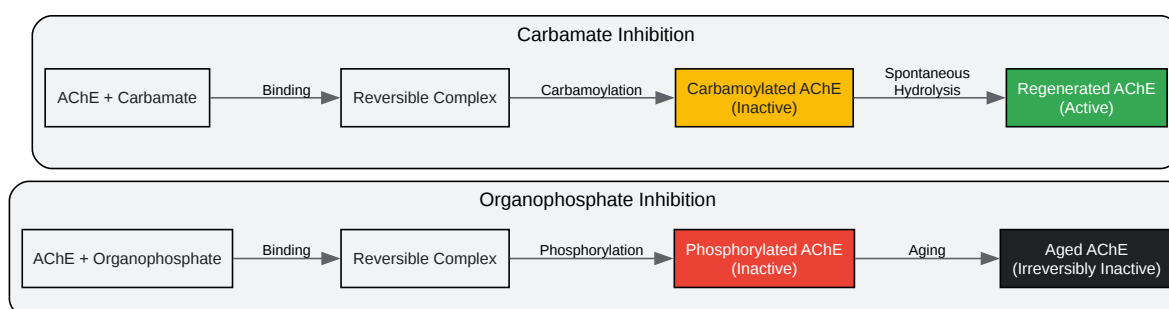 Carbamate Inhibition
AChE + Carbamate
Binding
Reversible Complex
Carbamoylation
Carbamoylated AChE
(Inactive)
Spontaneous
Hydrolysis
Regenerated AChE
(Active)
Organophosphate Inhibition
AChE + Organophosphate
Binding
Reversible Complex
Phosphorylation
Phosphorylated AChE
(Inactive)
Aging
Aged AChE
(Irreversibly Inactive)